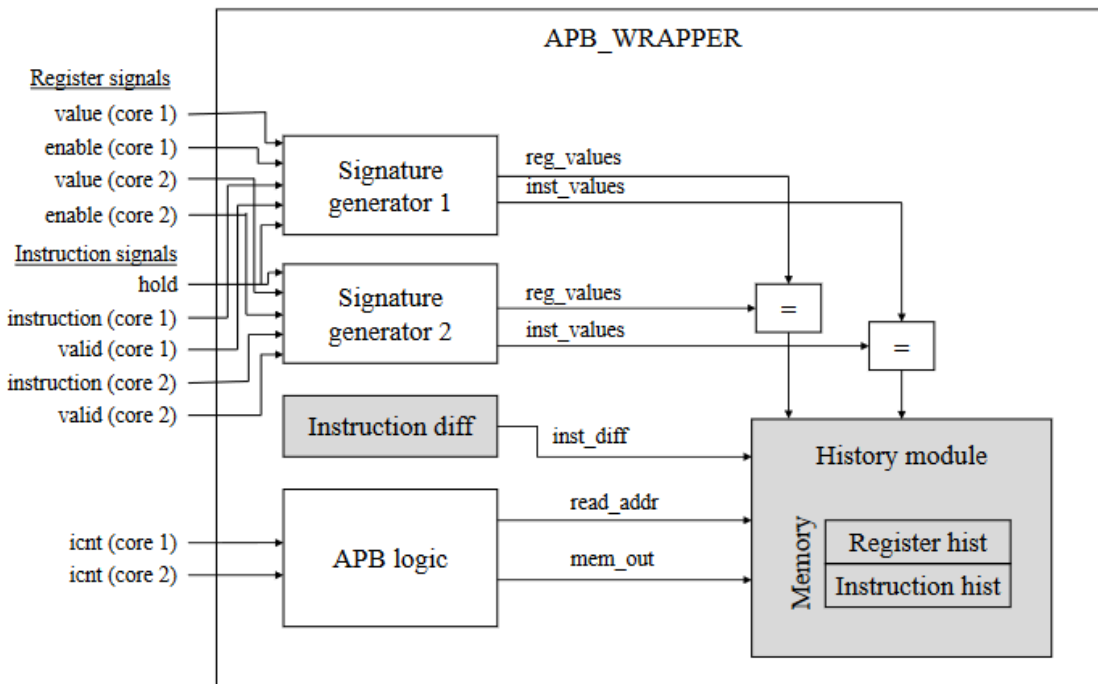 APB_WRAPPER
Register signals
value (core 1)
enable (core 1)
value (core 2)
enable (core 2)
Instruction signals
hold
instruction (core 1)
valid (core 1)
instruction (core 2)
valid (core 2)
icnt (core 1)
icnt (core 2)
Signature
generator 1
reg_values
inst_values
Signature
generator 2
reg_values
inst_values
=
=
Instruction diff
inst_diff
APB logic
read_addr
mem_out
History module
Memory
Register hist
Instruction hist